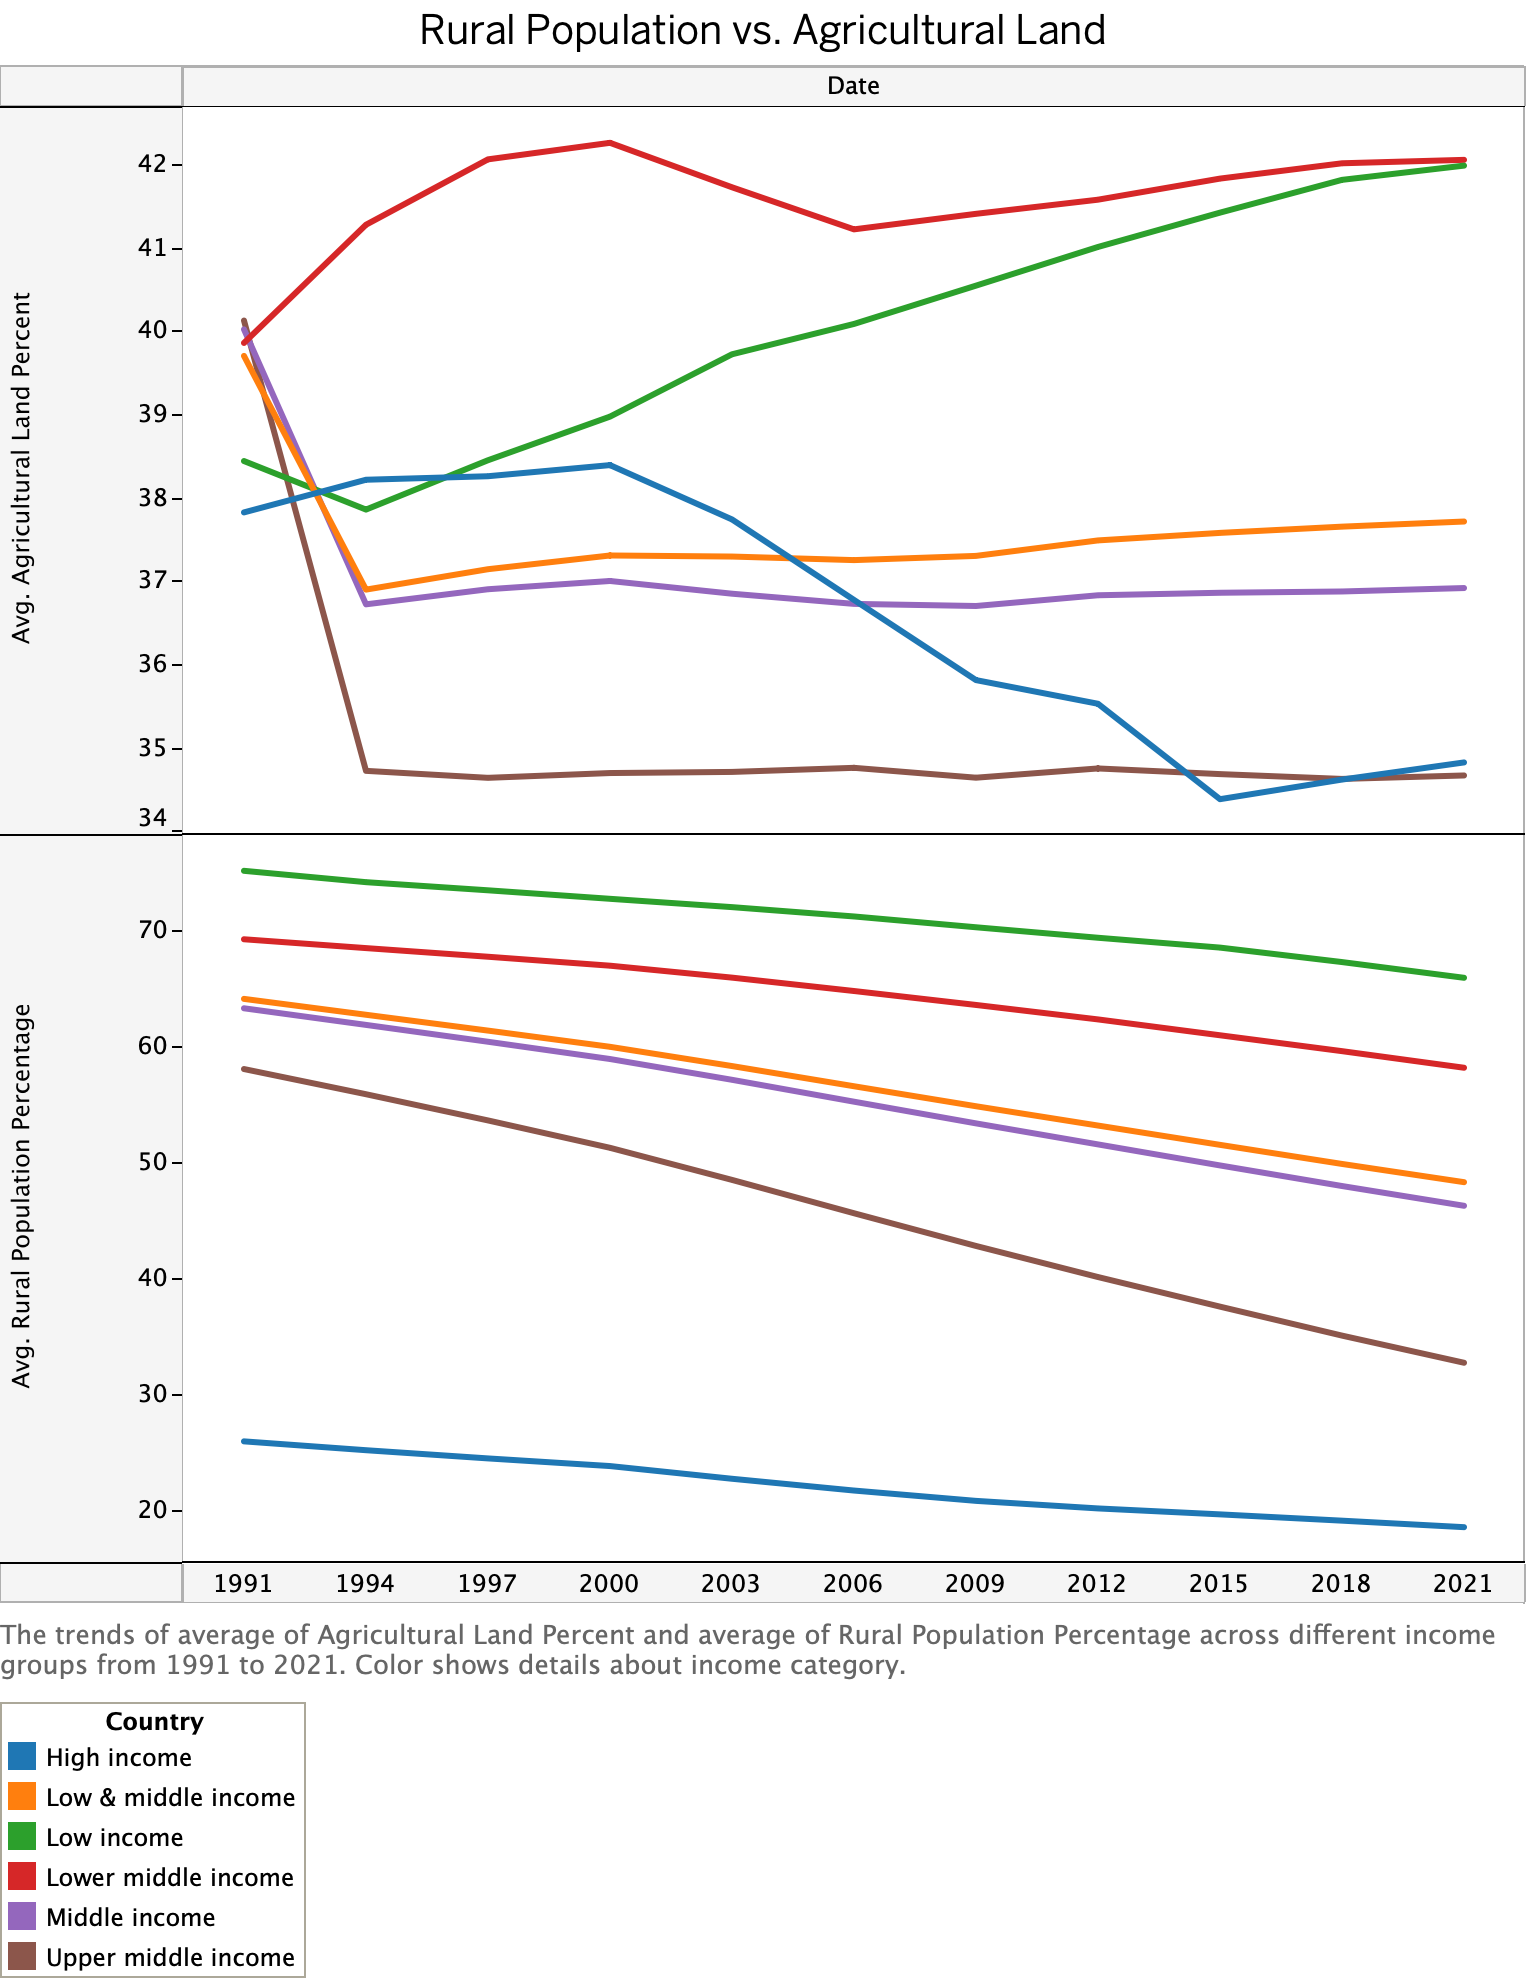 Rural Population vs. Agricultural Land
Date
Avg. Agricultural Land Percent
42
41
40
39
38
37
36
35
34
Avg. Rural Population Percentage
70
60
50
40
30
20
1991 1994 1997 2000 2003 2006 2009 2012 2015 2018 2021
The trends of average of Agricultural Land Percent and average of Rural Population Percentage across different income
groups from 1991 to 2021. Color shows details about income category.
Country
High income
Low & middle income
Low income
Lower middle income
Middle income
Upper middle income